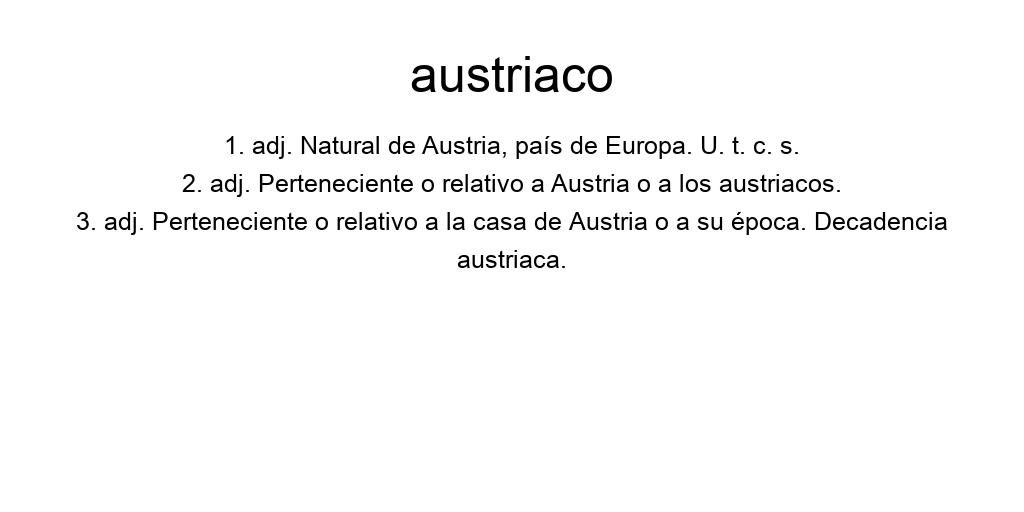 austriaco
1. adj. Natural de Austria, país de Europa. U. t. c. s.
2. adj. Perteneciente o relativo a Austria o a los austriacos.
3. adj. Perteneciente o relativo a la casa de Austria o a su época. Decadencia
austriaca.